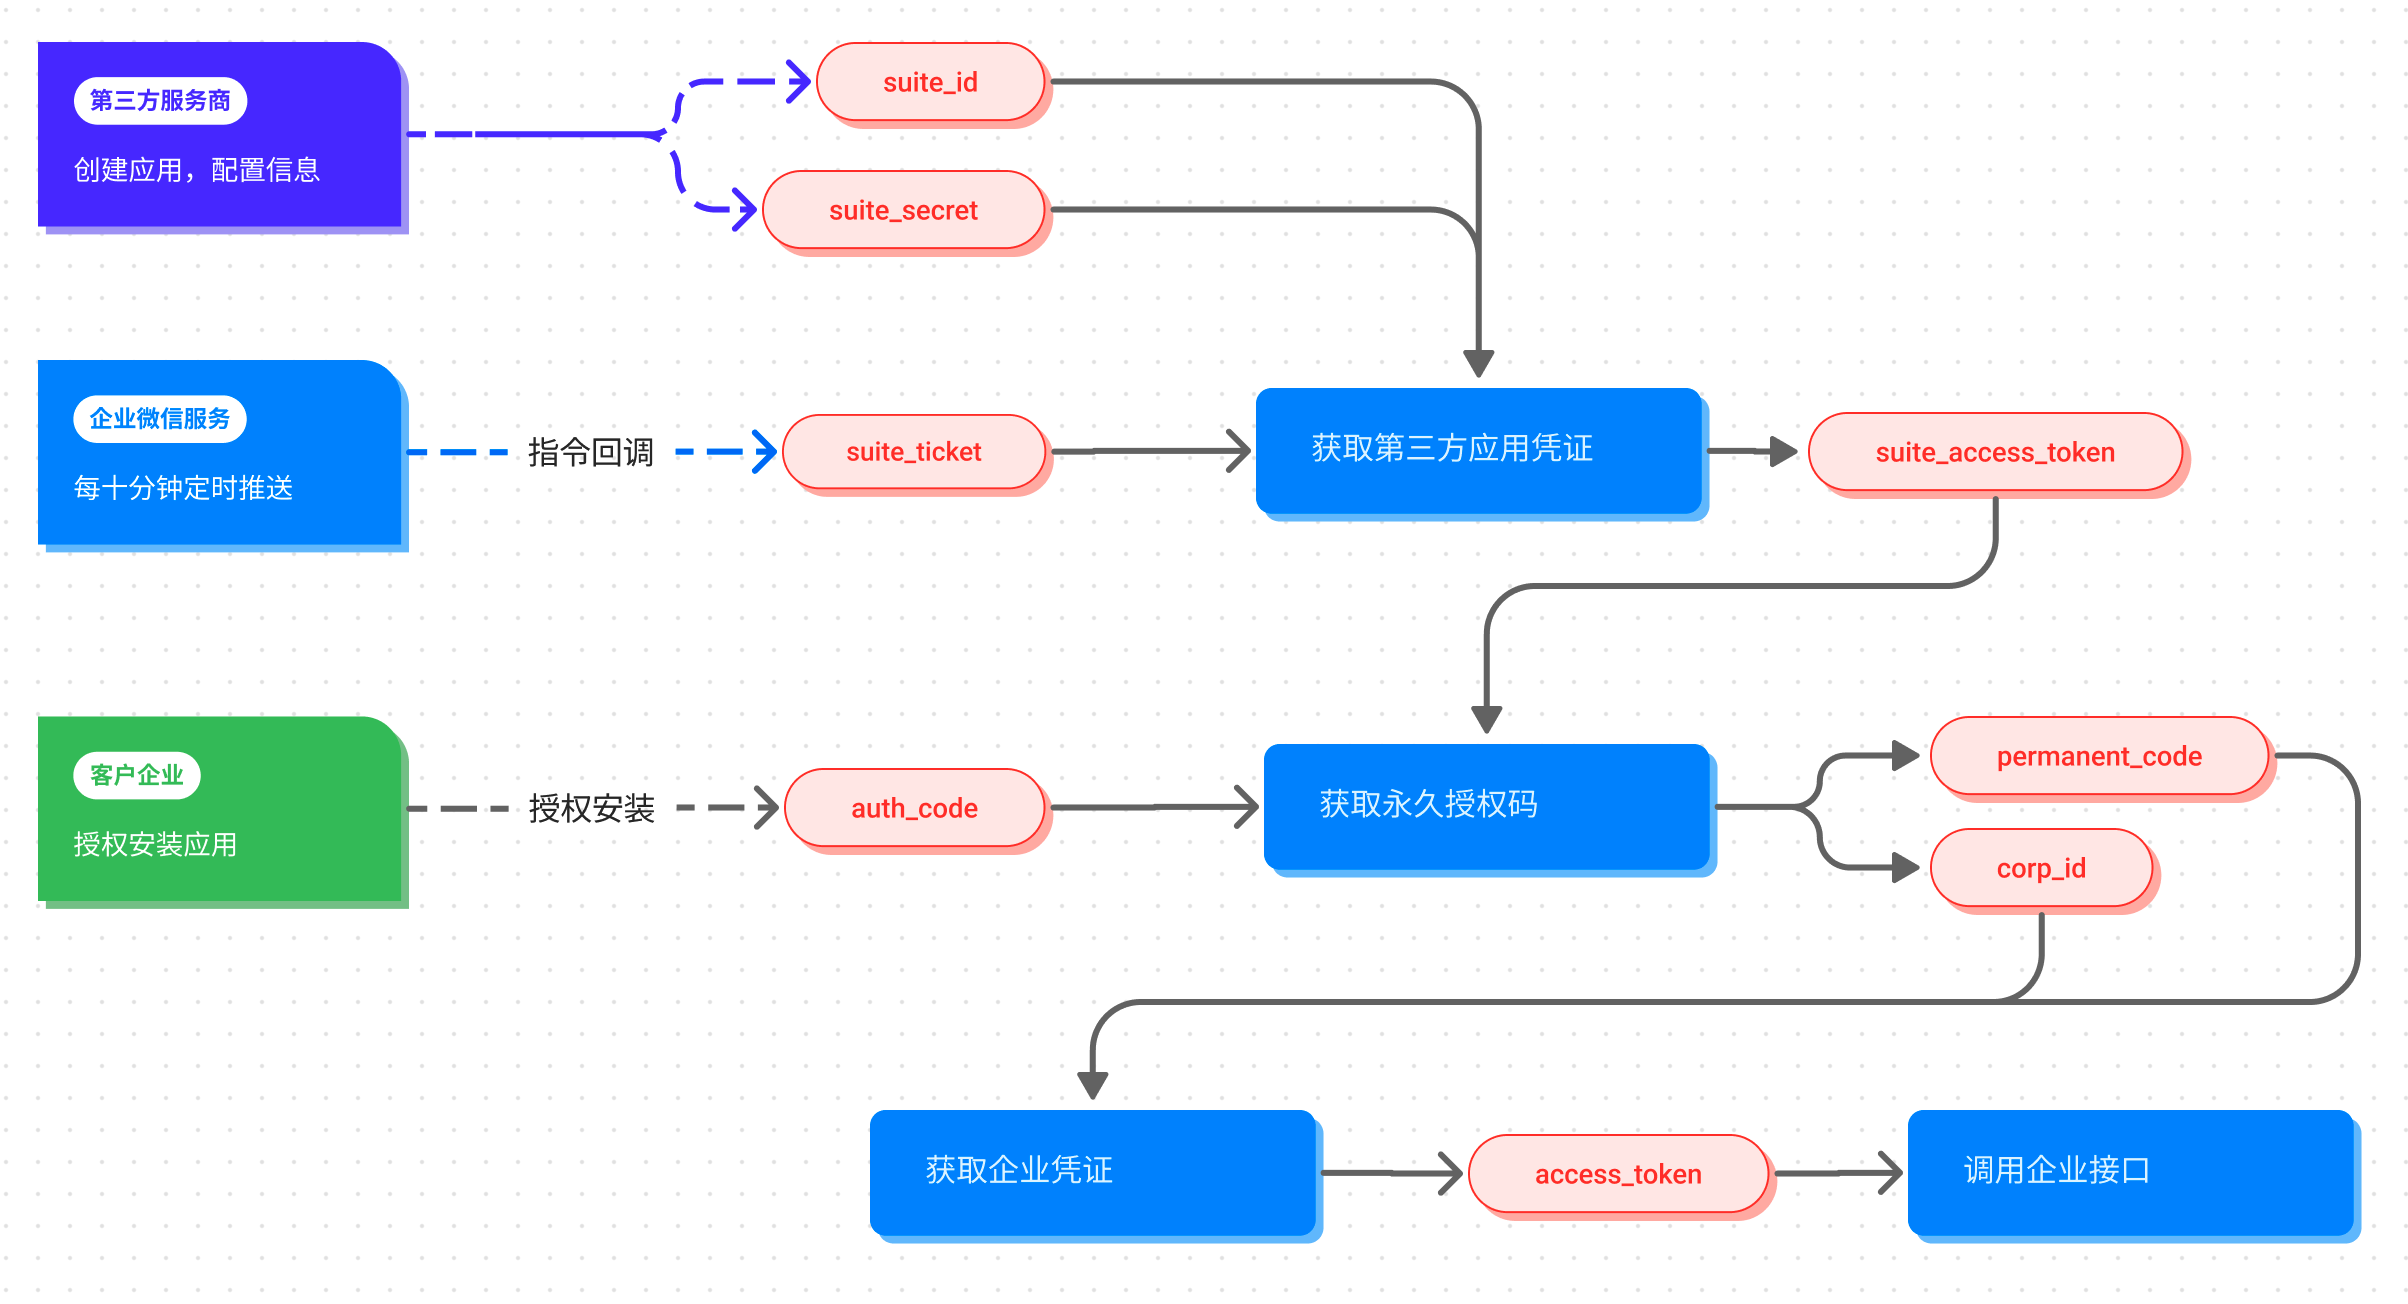 第三方服务商
创建应用，配置信息
suite_id
suite_secret
企业微信服务
每十分钟定时推送
指令回调
suite_ticket
获取第三方应用凭证
suite_access_token
客户企业
授权安装应用
授权安装
auth_code
获取永久授权码
permanent_code
corp_id
获取企业凭证
access_token
调用企业接口